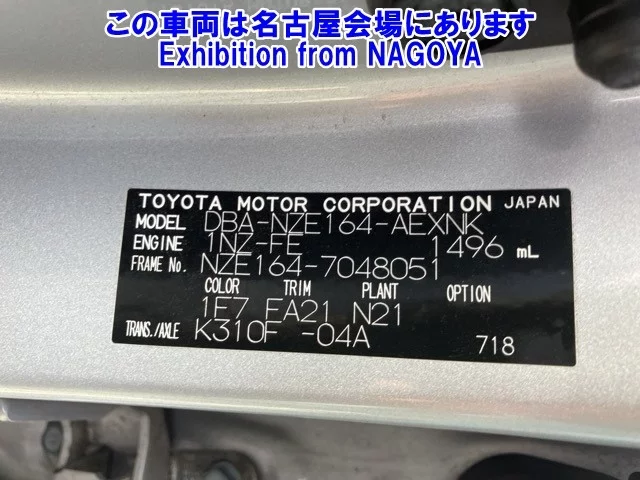 この車両は名古屋会場にあります
Exhibition from NAGOYA
TOYOTA MOTOR CORPORATION JAPAN
MODEL DBA-NZE164-AEXNK
ENGINE 1NZ-FE 1496 mL
FRAME No. NZE164-7048051
COLOR TRIM PLANT OPTION
1E7 FA21 N21
TRANS./AXLE K310F -04A 718